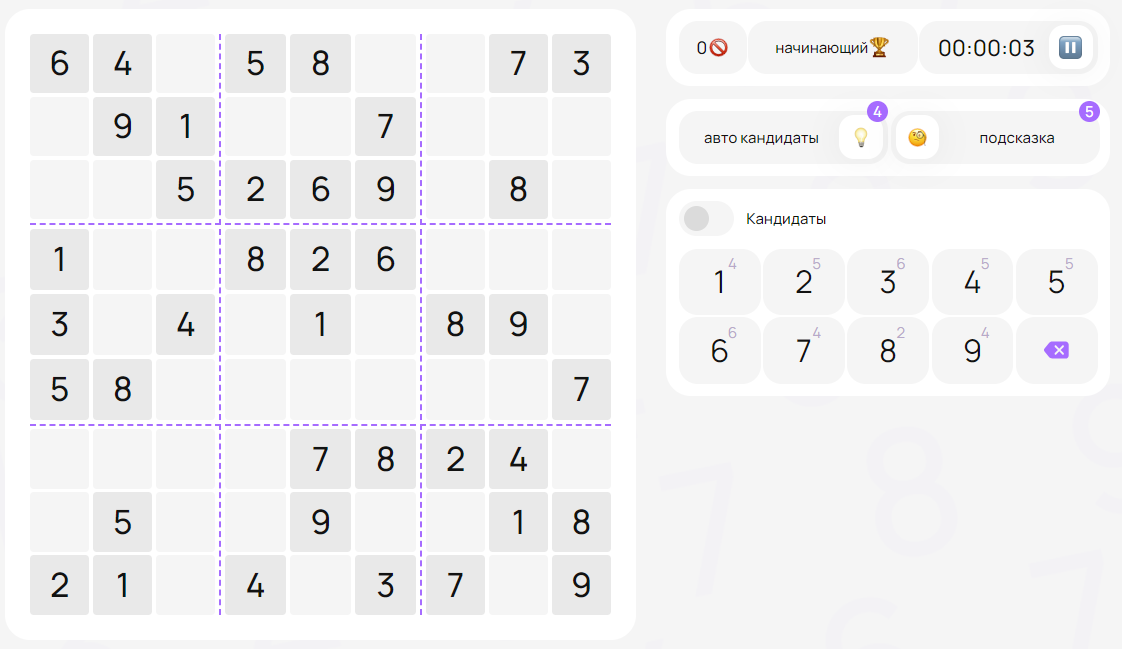 6 4 5 8 7 3
9 1 7
5 2 6 9 8
1 8 2 6
3 4 1 8 9
5 8 7
7 8 2 4
5 9 1 8
2 1 4 3 7 9
0 начинающий 00:00:03
4 5
авто кандидаты подсказка
Кандидаты
4 5 6 5 5
1 2 3 4 5
6 4 2 4
6 7 8 9